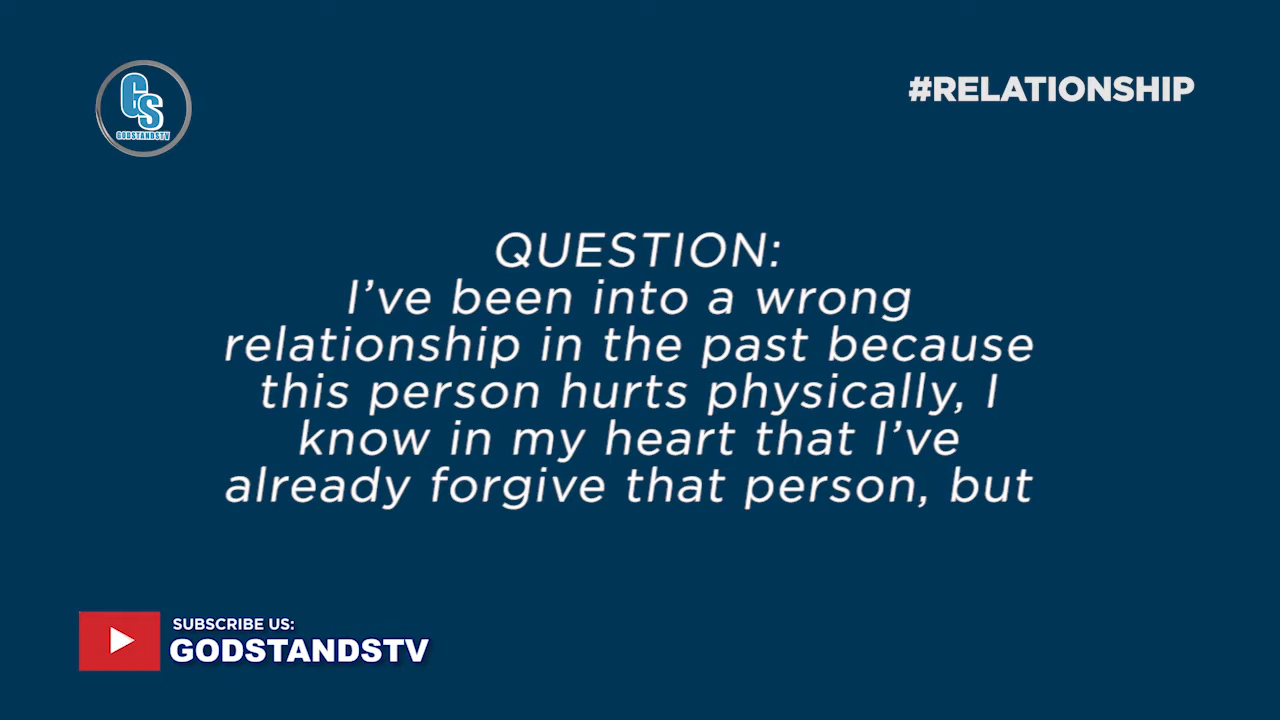 GS
GODSTANDSTV
#RELATIONSHIP
QUESTION:
I've been into a wrong
relationship in the past because
this person hurts physically, I
know in my heart that I've
already forgive that person, but
SUBSCRIBE US:
GODSTANDSTV